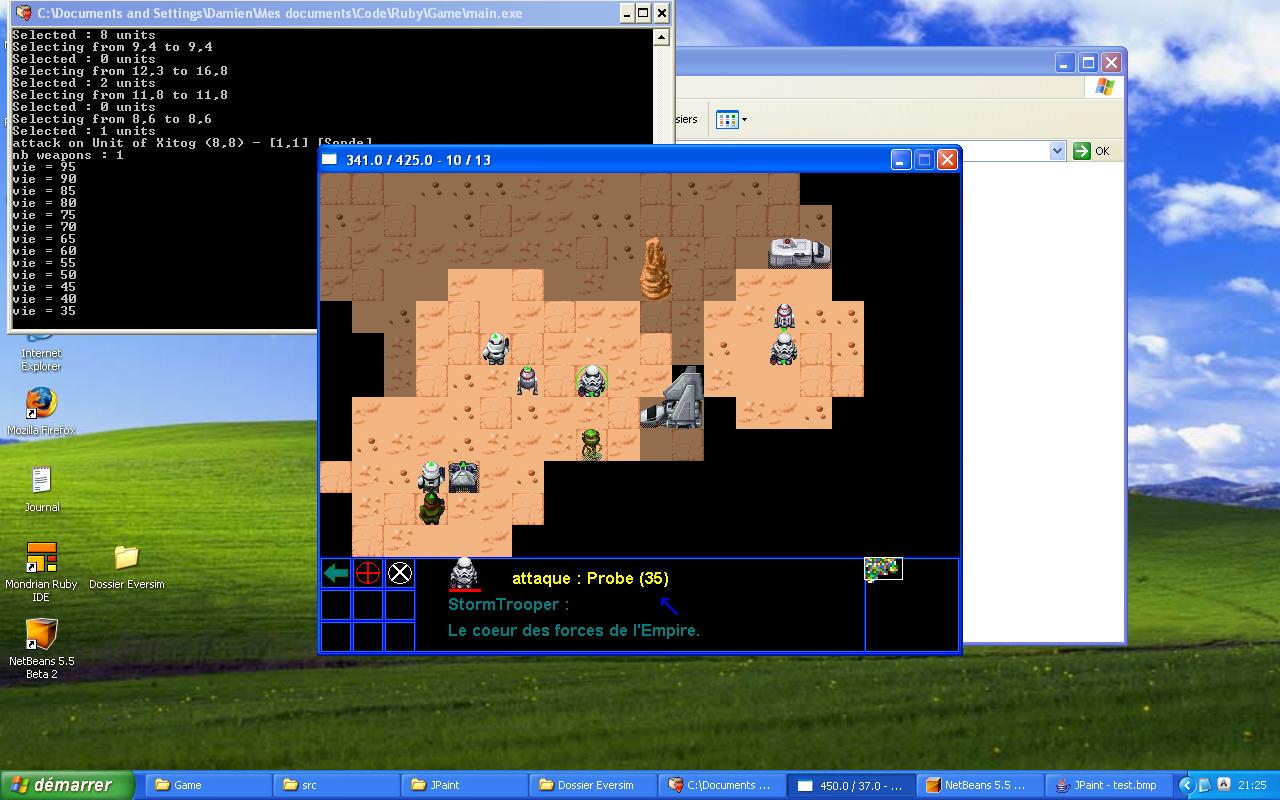 C:\Documents and Settings\Damien\Mes documents\Code\Ruby\Game\main.exe
Selected : 8 units
Selecting from 9,4 to 9,4
Selected : 0 units
Selecting from 12,3 to 16,8
Selected : 2 units
Selecting from 11,8 to 11,8
Selected : 0 units
Selecting from 8,6 to 8,6
Selected : 1 units
attack on Unit of Xitog (8,8) - [1,1] [Sonde]
nb weapons : 1
vie = 95
vie = 90
vie = 85
vie = 80
vie = 75
vie = 70
vie = 65
vie = 60
vie = 55
vie = 50
vie = 45
vie = 40
vie = 35
siers
OK
341.0 / 425.0 - 10 / 13
attaque : Probe (35)
StormTrooper :
Le coeur des forces de l'Empire.
Internet
Explorer
Mozilla Firefox
Journal
Mondrian Ruby
IDE
Dossier Eversim
NetBeans 5.5
Beta 2
démarrer
Game
src
JPaint
Dossier Eversim
C:\Documents ...
450.0 / 37.0 - ...
NetBeans 5.5 ...
JPaint - test.bmp
A
21:25